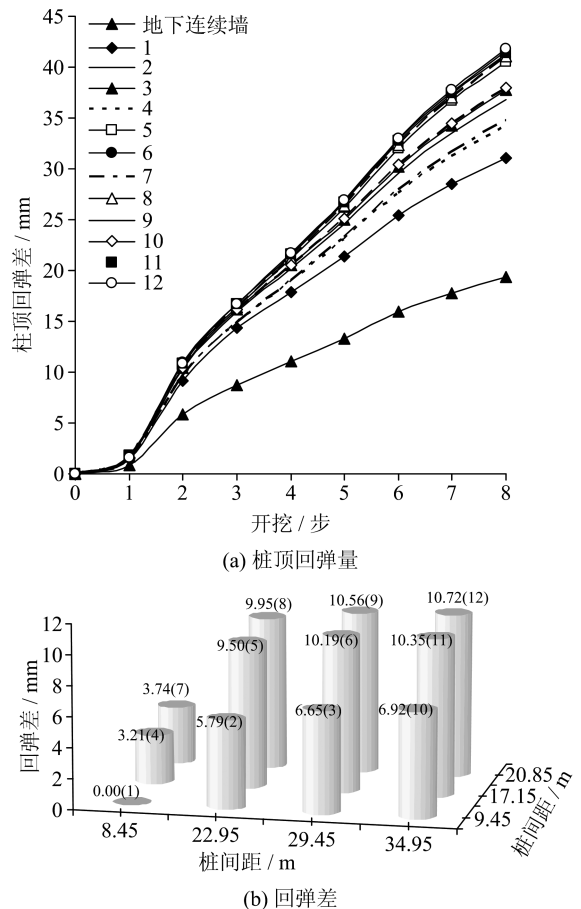 45
40
35
30
25
20
15
10
5
0
柱顶回弹差 / mm
地下连续墙
1
2
3
4
5
6
7
8
9
10
11
12
0 1 2 3 4 5 6 7 8
开挖 / 步
(a) 桩顶回弹量
12
10
8
6
4
2
0
回弹差 / mm
9.95(8) 10.56(9) 10.72(12)
9.50(5) 10.19(6) 10.35(11)
3.74(7)
3.21(4) 5.79(2) 6.65(3) 6.92(10)
0.00(1)
20.85
17.15
9.45
桩间距 / m
8.45 22.95 29.45 34.95
桩间距 / m
(b) 回弹差